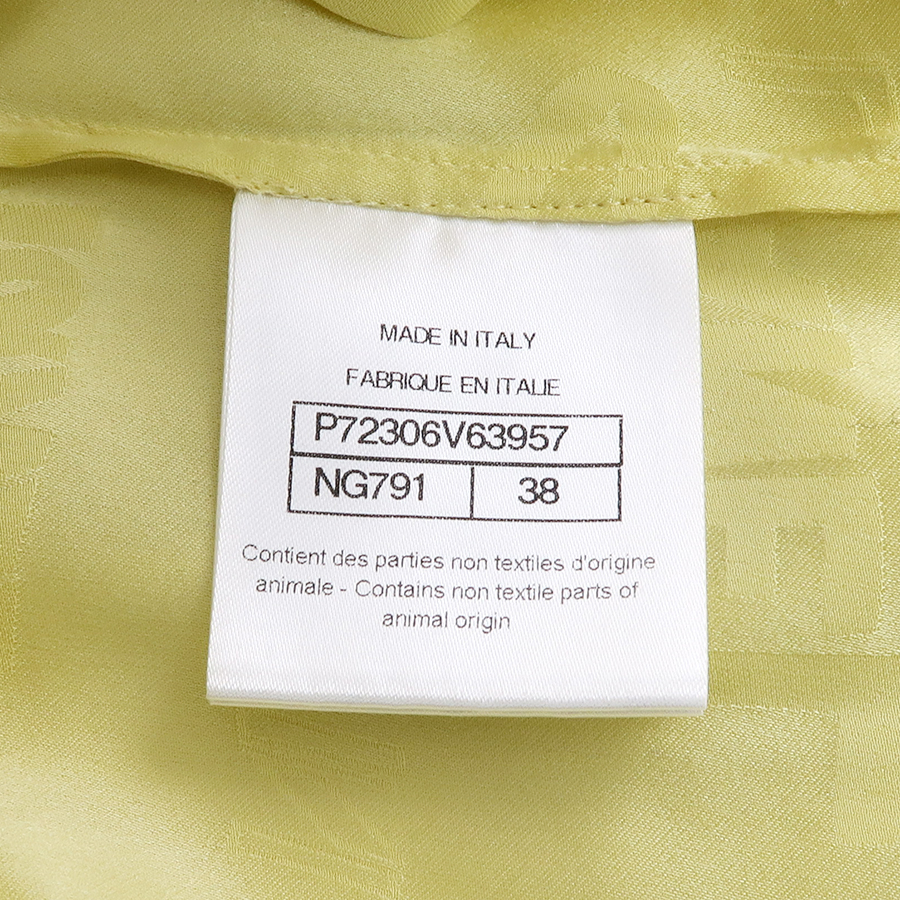 MADE IN ITALY
FABRIQUE EN ITALIE
P72306V63957
NG791 38
Contient des parties non textiles d'origine
animale - Contains non textile parts of
animal origin